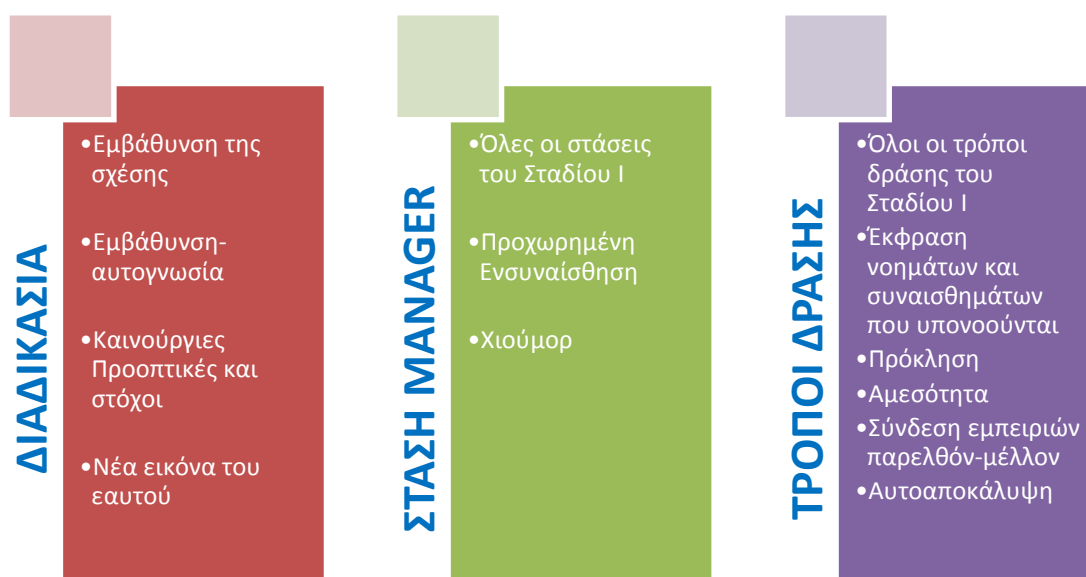 ΔΙΑΔΙΚΑΣΙΑ
•Εμβάθυνση της
σχέσης
•Εμβάθυνση-
αυτογνωσία
•Καινούργιες
Προοπτικές και
στόχοι
•Νέα εικόνα του
εαυτού
ΣΤΑΣΗ MANAGER
•Όλες οι στάσεις
του Σταδίου Ι
•Προχωρημένη
Ενσυναίσθηση
•Χιούμορ
ΤΡΟΠΟΙ ΔΡΑΣΗΣ
•Όλοι οι τρόποι
δράσης του
Σταδίου Ι
•Έκφραση
νοημάτων και
συναισθημάτων
που υπονοούνται
•Πρόκληση
•Αμεσότητα
•Σύνδεση εμπειριών
παρελθόν-μέλλον
•Αυτοαποκάλυψη